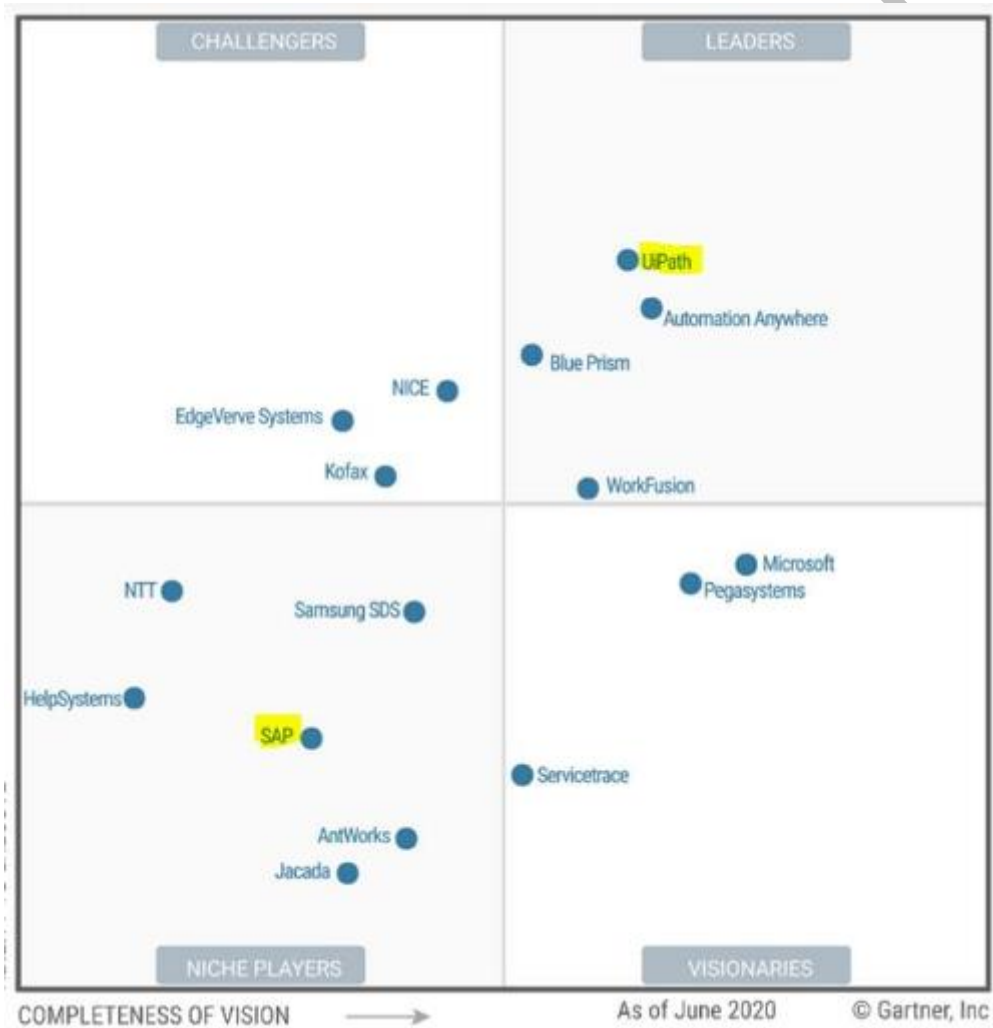 CHALLENGERS
LEADERS
UiPath
Automation Anywhere
Blue Prism
NICE
EdgeVerve Systems
Kofax
WorkFusion
Microsoft
Pegasystems
NTT
Samsung SDS
HelpSystems
SAP
Servicetrace
AntWorks
Jacada
NICHE PLAYERS
VISIONARIES
COMPLETENESS OF VISION
As of June 2020
© Gartner, Inc